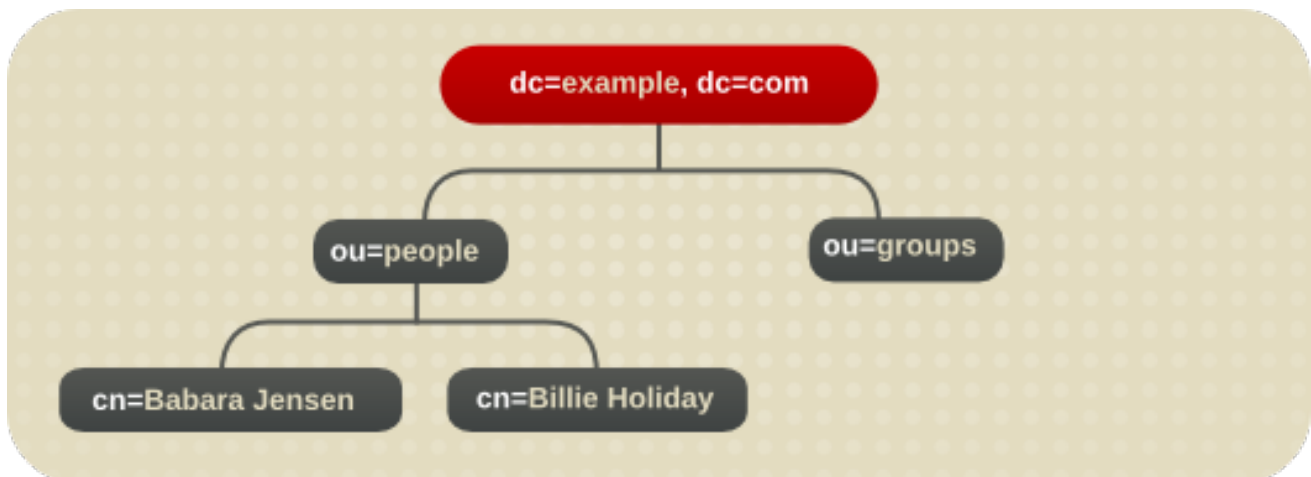 dc=example, dc=com
ou=people
ou=groups
cn=Babara Jensen
cn=Billie Holiday